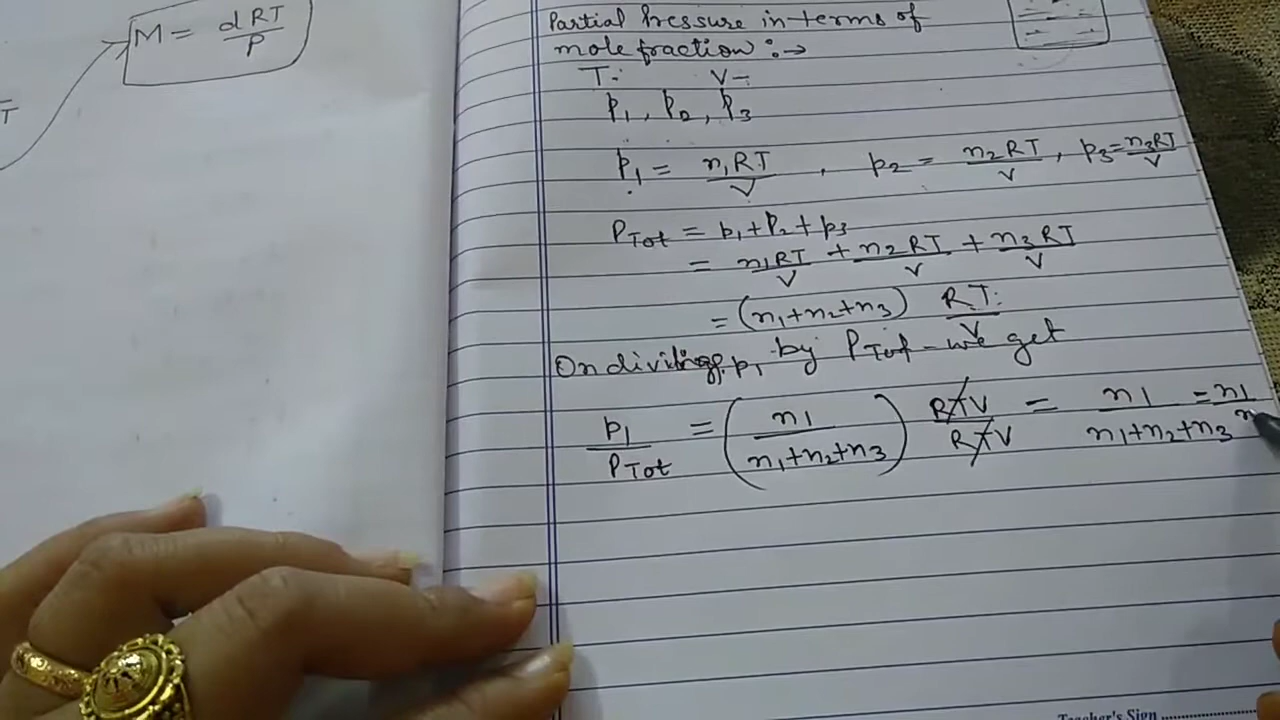 M = dRT/P
T
Partial Pressure in terms of
mole fraction :→
T: V-
p1, p2, p3
p1 = n1RT/V , p2 = n2RT/V , p3 = n3RT/V
PTot = p1+P2+p3
= n1RT/V + n2RT/V + n3RT/V
= (n1+n2+n3) RT/V
On dividing p1 by PTot we get
p1/PTot = (n1/(n1+n2+n3)) RTV/RTV = n1/(n1+n2+n3) = n1/n
Teacher's Sign